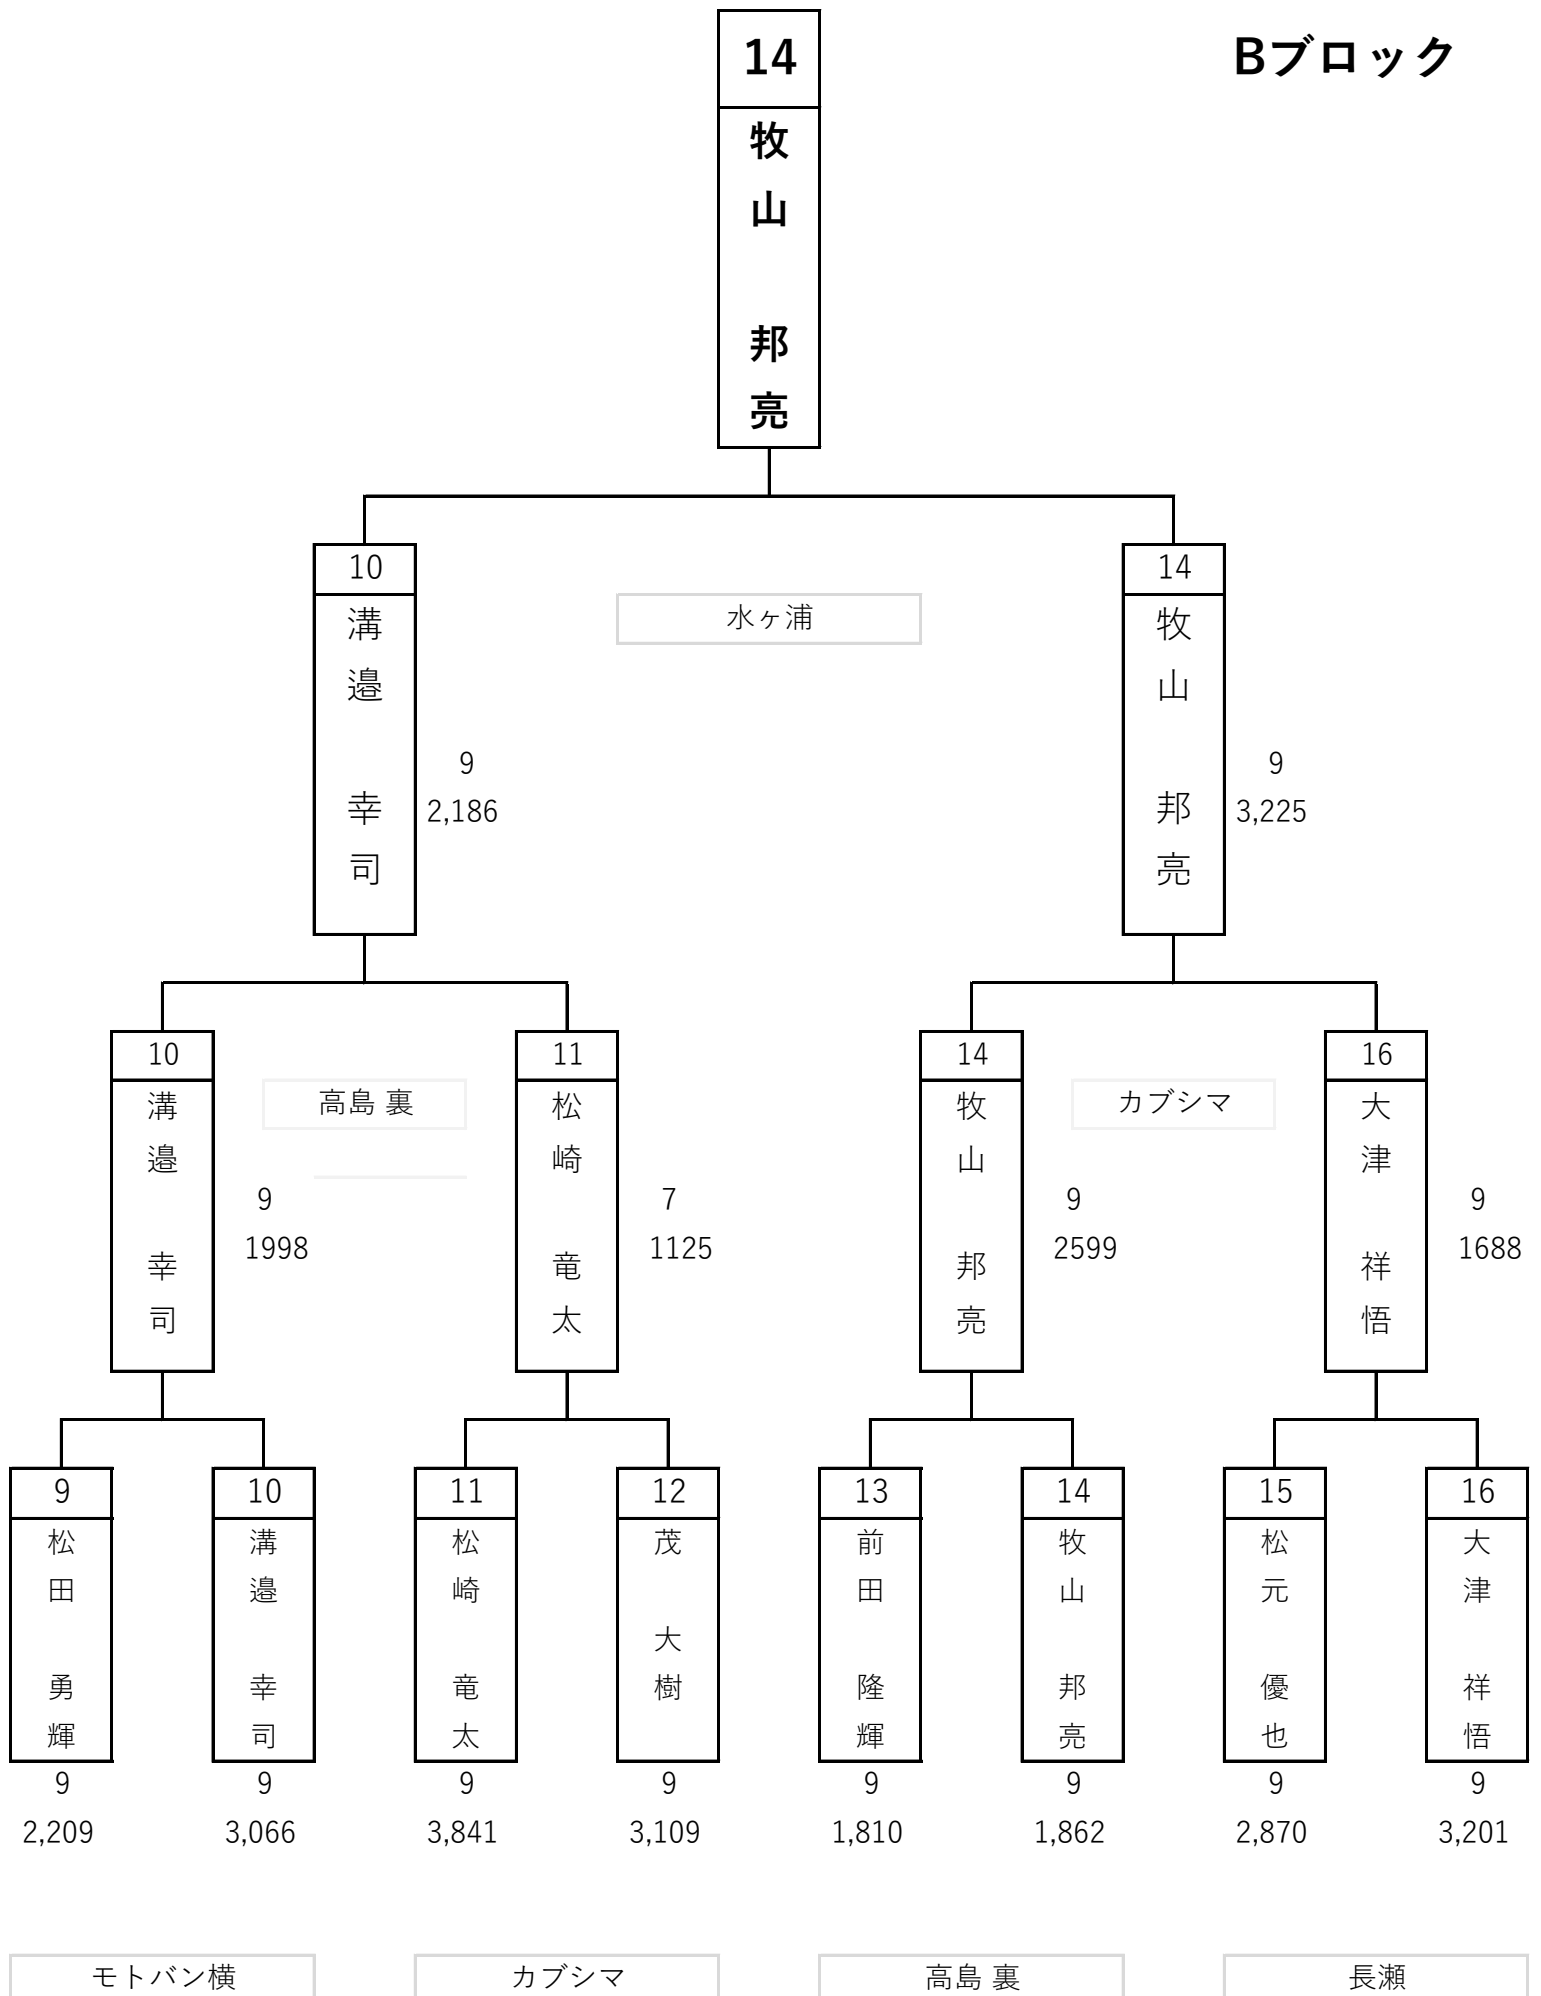 Bブロック
14
牧山 邦亮
10
溝邉 幸司
9
2,186
水ヶ浦
14
牧山 邦亮
9
3,225
10
溝邉 幸司
9
1998
高島 裏
11
松崎 竜太
7
1125
14
牧山 邦亮
9
2599
カブシマ
16
大津 祥悟
9
1688
9
松田 勇輝
9
2,209
10
溝邉 幸司
9
3,066
11
松崎 竜太
9
3,841
12
茂 大樹
9
3,109
13
前田 隆輝
9
1,810
14
牧山 邦亮
9
1,862
15
松元 優也
9
2,870
16
大津 祥悟
9
3,201
モトバン横
カブシマ
高島 裏
長瀬